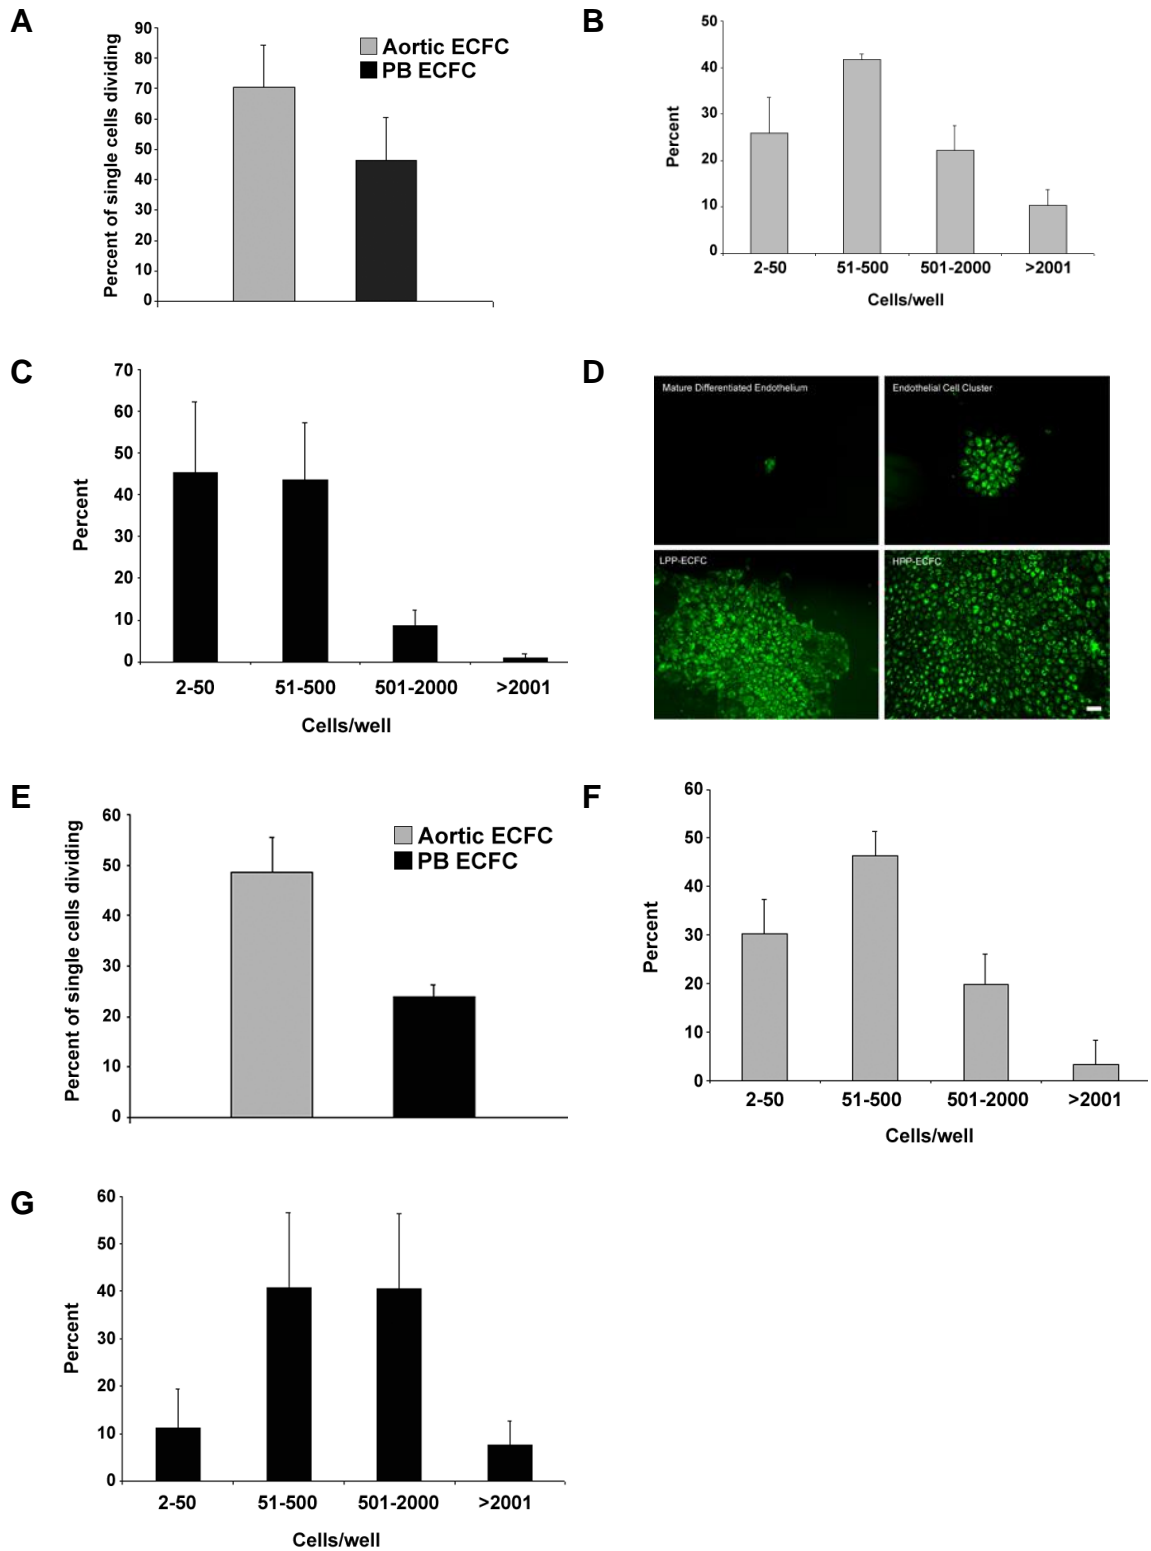 A
Percent of single cells dividing
90
80
70
60
50
40
30
20
10
0
Aortic ECFC
PB ECFC
B
Percent
50
40
30
20
10
0
2-50 51-500 501-2000 >2001
Cells/well
C
Percent
70
60
50
40
30
20
10
0
2-50 51-500 501-2000 >2001
Cells/well
D
Mature Differentiated Endothelium
Endothelial Cell Cluster
LPP-ECFC
HPP-ECFC
E
Percent of single cells dividing
60
50
40
30
20
10
0
Aortic ECFC
PB ECFC
F
Percent
60
50
40
30
20
10
0
2-50 51-500 501-2000 >2001
Cells/well
G
Percent
60
50
40
30
20
10
0
2-50 51-500 501-2000 >2001
Cells/well